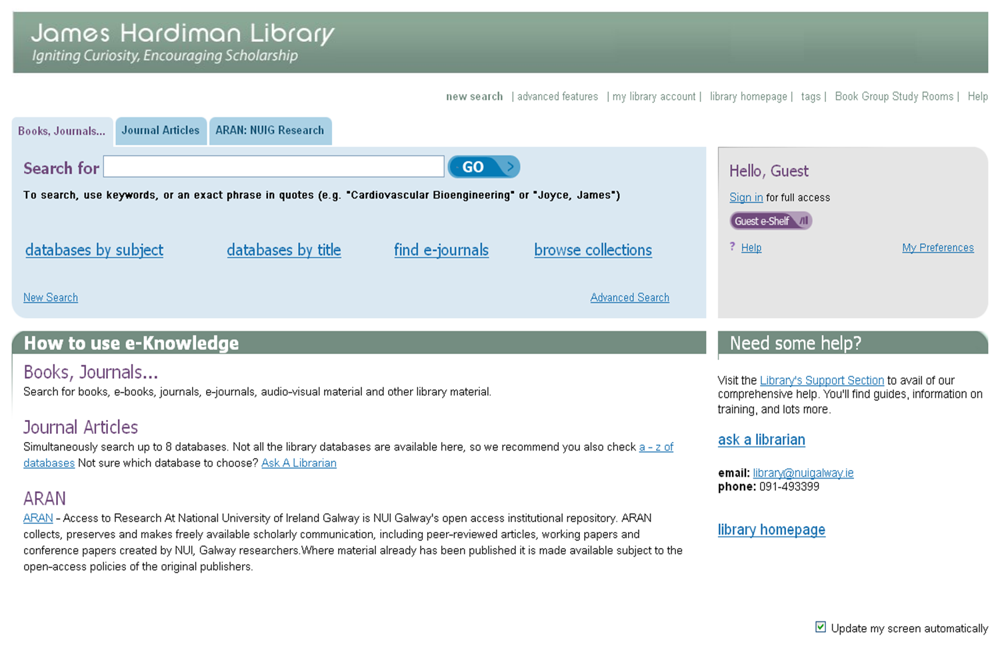 James Hardiman Library
Igniting Curiosity, Encouraging Scholarship
new search | advanced features | my library account | library homepage | tags | Book Group Study Rooms | Help
Books, Journals... Journal Articles ARAN: NUIG Research
Search for GO >
To search, use keywords, or an exact phrase in quotes (e.g. "Cardiovascular Bioengineering" or "Joyce, James")
databases by subject databases by title find e-journals browse collections
New Search Advanced Search
Hello, Guest
Sign in for full access
Guest e-Shelf
? Help My Preferences
How to use e-Knowledge
Books, Journals...
Search for books, e-books, journals, e-journals, audio-visual material and other library material.
Journal Articles
Simultaneously search up to 8 databases. Not all the library databases are available here, so we recommend you also check a - z of
databases Not sure which database to choose? Ask A Librarian
ARAN
ARAN - Access to Research At National University of Ireland Galway is NUI Galway's open access institutional repository. ARAN
collects, preserves and makes freely available scholarly communication, including peer-reviewed articles, working papers and
conference papers created by NUI, Galway researchers.Where material already has been published it is made available subject to the
open-access policies of the original publishers.
Need some help?
Visit the Library's Support Section to avail of our
comprehensive help. You'll find guides, information on
training, and lots more.
ask a librarian
email: library@nuigalway.ie
phone: 091-493399
library homepage
Update my screen automatically